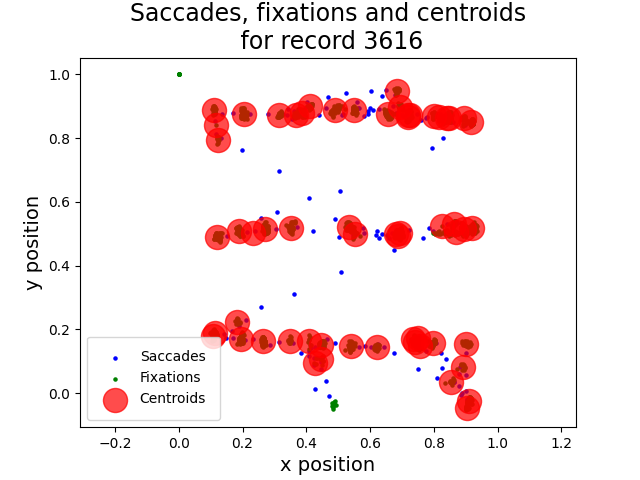 Saccades, fixations and centroids
for record 3616
y position
1.0
0.8
0.6
0.4
0.2
0.0
Saccades
Fixations
Centroids
−0.2
0.0
0.2
0.4
0.6
0.8
1.0
1.2
x position